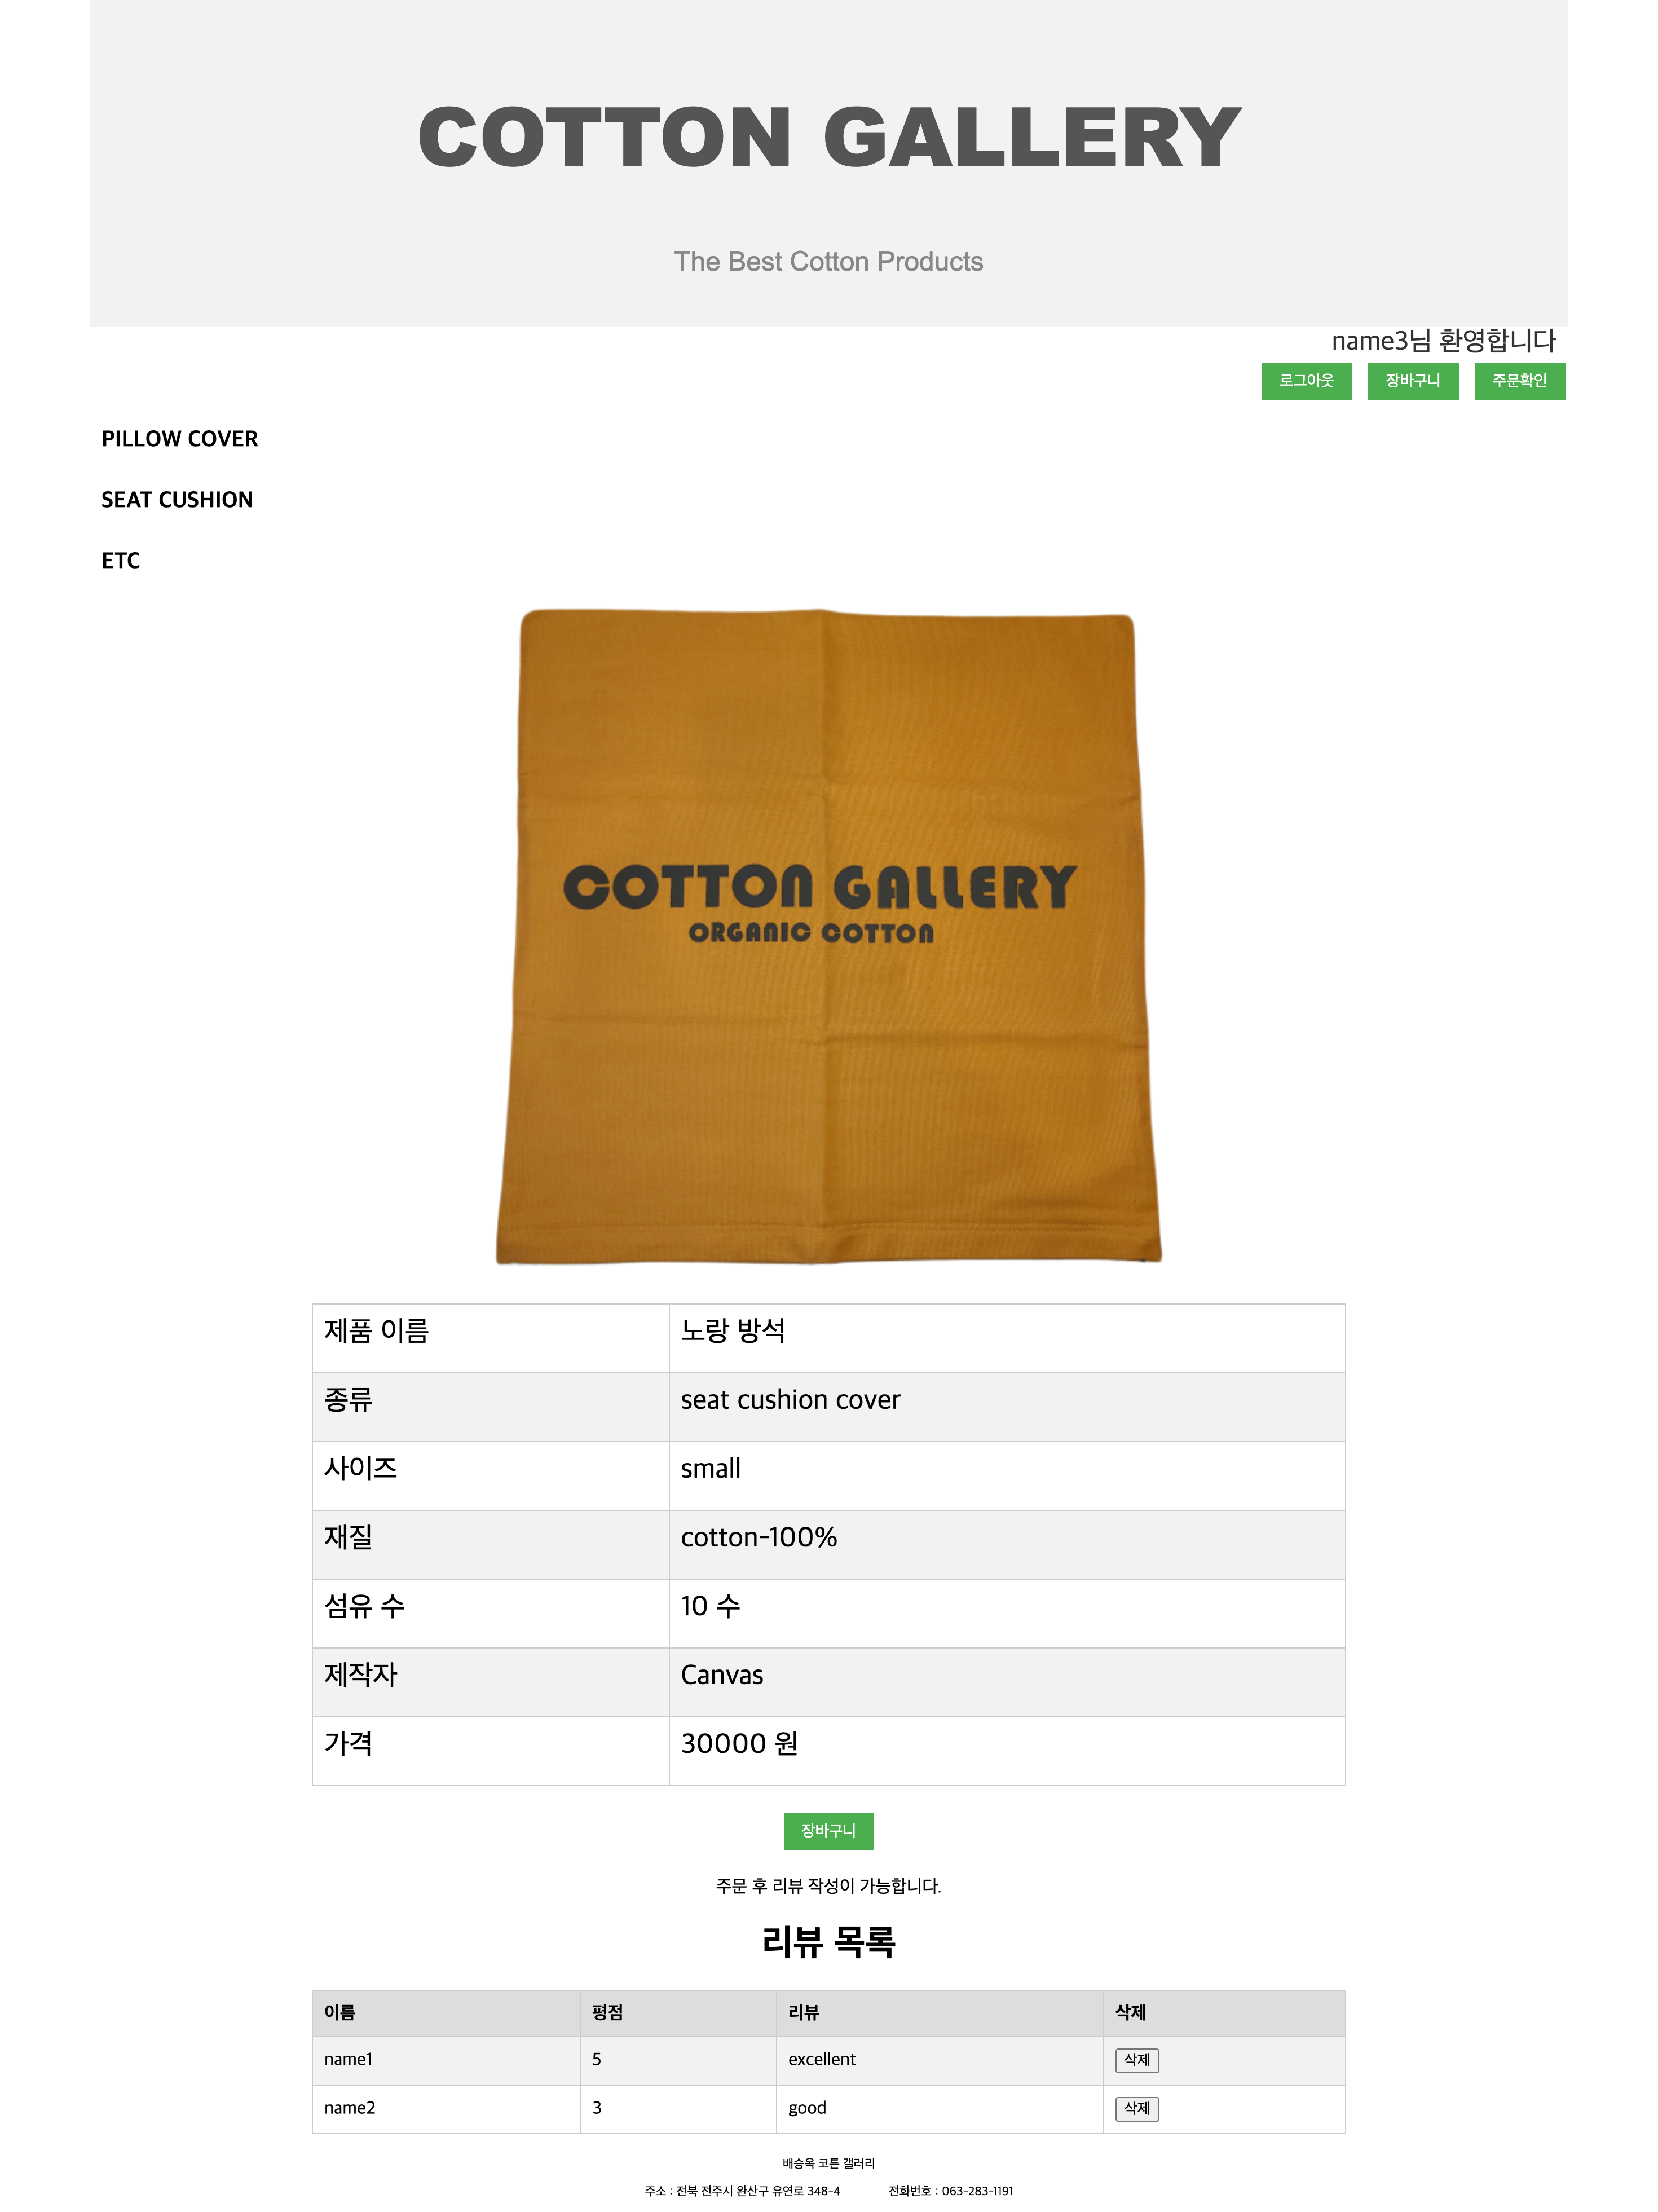 COTTON GALLERY
The Best Cotton Products
name3님 환영합니다
로그아웃 장바구니 주문확인
PILLOW COVER
SEAT CUSHION
ETC
COTTON GALLERY
ORGANIC COTTON
제품 이름 노랑 방석
종류 seat cushion cover
사이즈 small
재질 cotton-100%
섬유 수 10 수
제작자 Canvas
가격 30000 원
장바구니
주문 후 리뷰 작성이 가능합니다.
리뷰 목록
이름 평점 리뷰 삭제
name1 5 excellent 삭제
name2 3 good 삭제
배승옥 코튼 갤러리
주소 : 전북 전주시 완산구 유연로 348-4 전화번호 : 063-283-1191